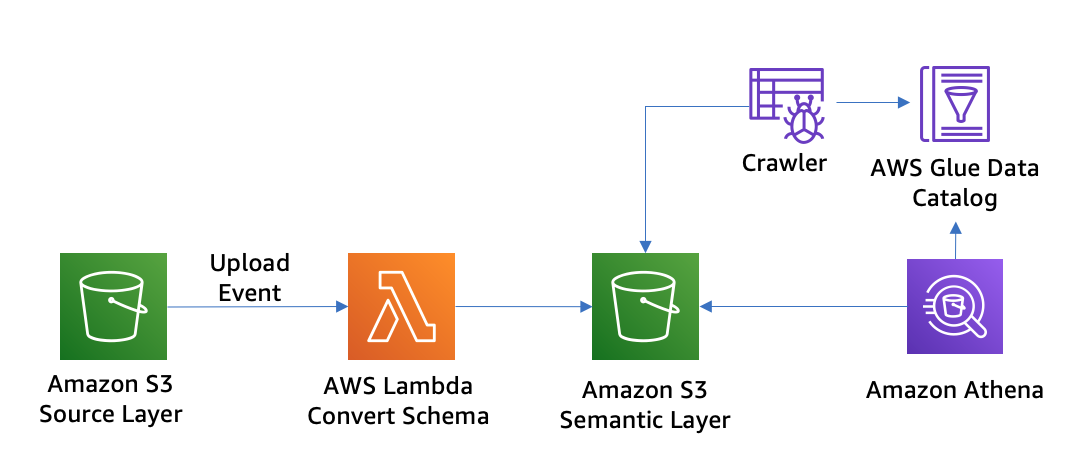 Crawler
AWS Glue Data
Catalog
Upload
Event
Amazon S3
Source Layer
AWS Lambda
Convert Schema
Amazon S3
Semantic Layer
Amazon Athena